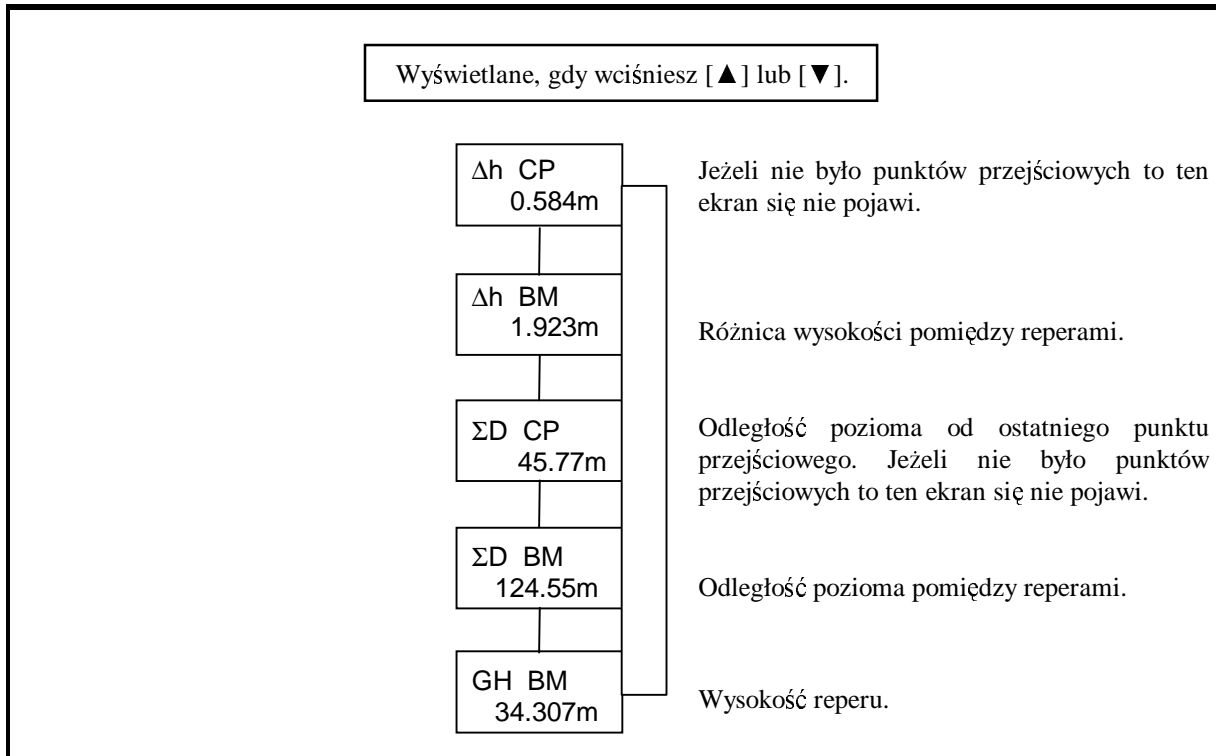 Wyświetlane, gdy wciśniesz [▲] lub [▼].
Δh CP
0.584m
Jeżeli nie było punktów przejściowych to ten
ekran się nie pojawi.
Δh BM
1.923m
Różnica wysokości pomiędzy reperami.
ΣD CP
45.77m
Odległość pozioma od ostatniego punktu
przejściowego. Jeżeli nie było punktów
przejściowych to ten ekran się nie pojawi.
ΣD BM
124.55m
Odległość pozioma pomiędzy reperami.
GH BM
34.307m
Wysokość reperu.